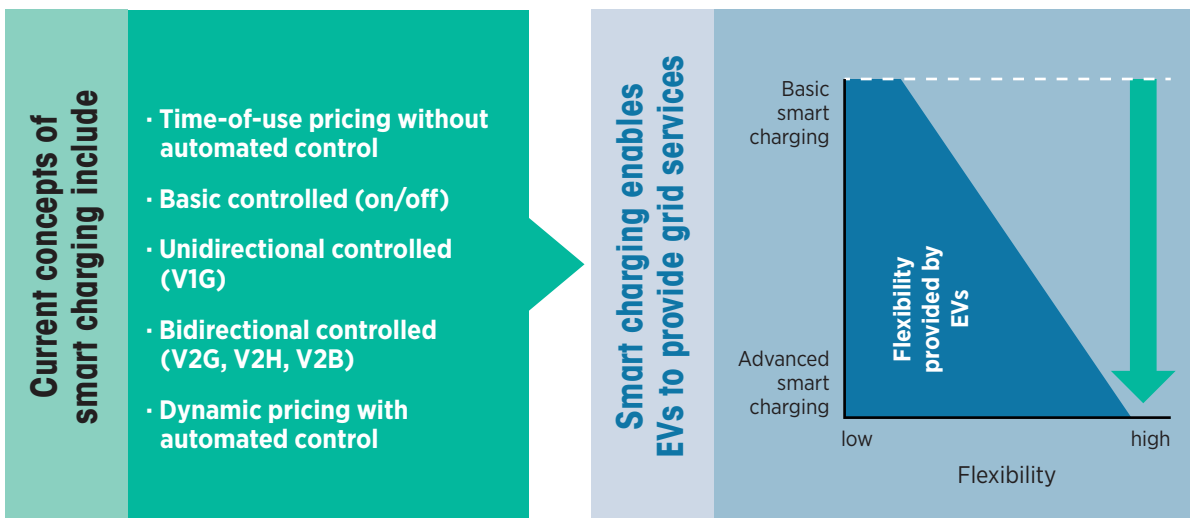 Current concepts of
smart charging include
· Time-of-use pricing without
automated control
· Basic controlled (on/off)
· Unidirectional controlled
(V1G)
· Bidirectional controlled
(V2G, V2H, V2B)
· Dynamic pricing with
automated control
Smart charging enables
EVs to provide grid services
Basic
smart
charging
Flexibility
provided by
EVs
Advanced
smart
charging
low
high
Flexibility